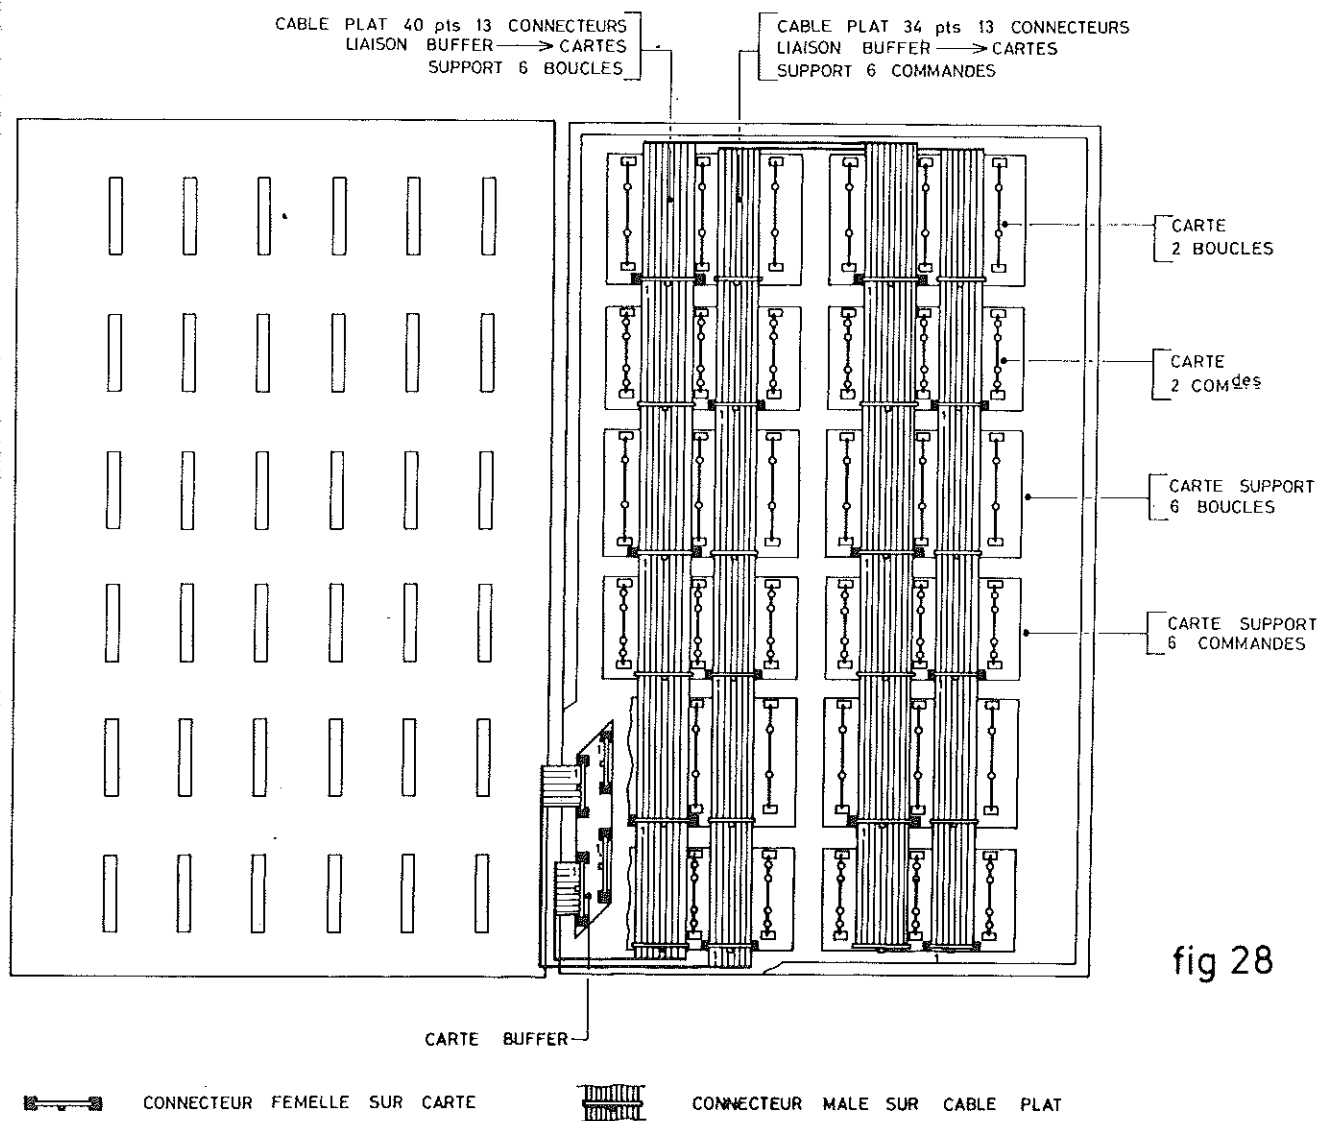 CABLE PLAT 40 pts 13 CONNECTEURS
LIAISON BUFFER ⟶ CARTES
SUPPORT 6 BOUCLES
CABLE PLAT 34 pts 13 CONNECTEURS
LIAISON BUFFER ⟶ CARTES
SUPPORT 6 COMMANDES
CARTE
2 BOUCLES
CARTE
2 COMdes
CARTE SUPPORT
6 BOUCLES
CARTE SUPPORT
6 COMMANDES
fig 28
CARTE BUFFER
CONNECTEUR FEMELLE SUR CARTE
CONNECTEUR MALE SUR CABLE PLAT